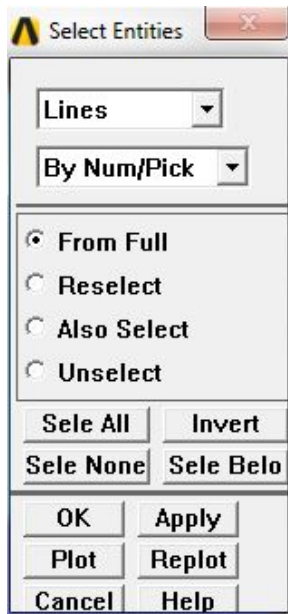 Select Entities
Lines
By Num/Pick
From Full
Reselect
Also Select
Unselect
Sele All Invert
Sele None Sele Belo
OK Apply
Plot Replot
Cancel Help